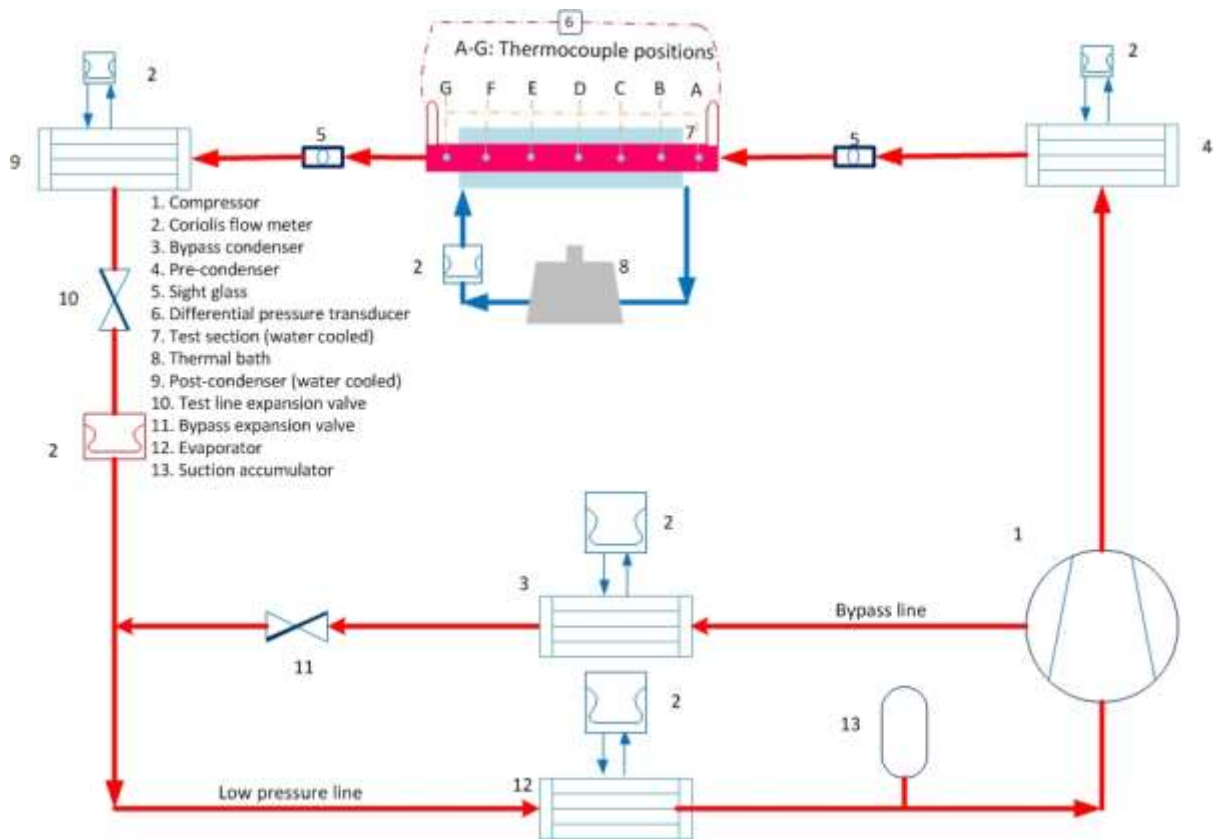 6
A-G: Thermocouple positions
2
2
G F E D C B A
7
5
5
9
4
1. Compressor
2. Coriolis flow meter
3. Bypass condenser
4. Pre-condenser
5. Sight glass
6. Differential pressure transducer
7. Test section (water cooled)
8. Thermal bath
9. Post-condenser (water cooled)
10. Test line expansion valve
11. Bypass expansion valve
12. Evaporator
13. Suction accumulator
2
8
10
2
2
1
3
Bypass line
11
2
13
12
Low pressure line